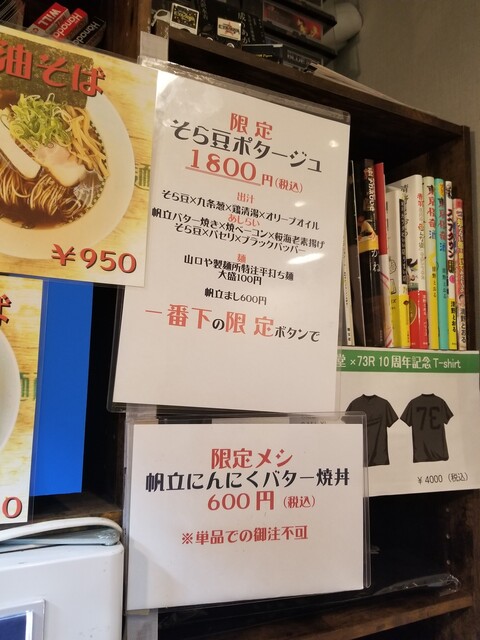 油そば
¥950
限定
そら豆ポタージュ
1800円(税込)
出汁
そら豆×九条葱×鶏清湯×オリーブオイル
あしらい
帆立バター焼き×焼ベーコン×桜海老素揚げ
そら豆×パセリ×ブラックペッパー
麺
山口や製麺所特注平打ち麺
大盛100円
帆立まし600円
一番下の限定ボタンで
限定メシ
帆立にんにくバター焼丼
600円(税込)
※単品での御注不可
堂×73R 10周年記念T-shirt
¥4000(税込)